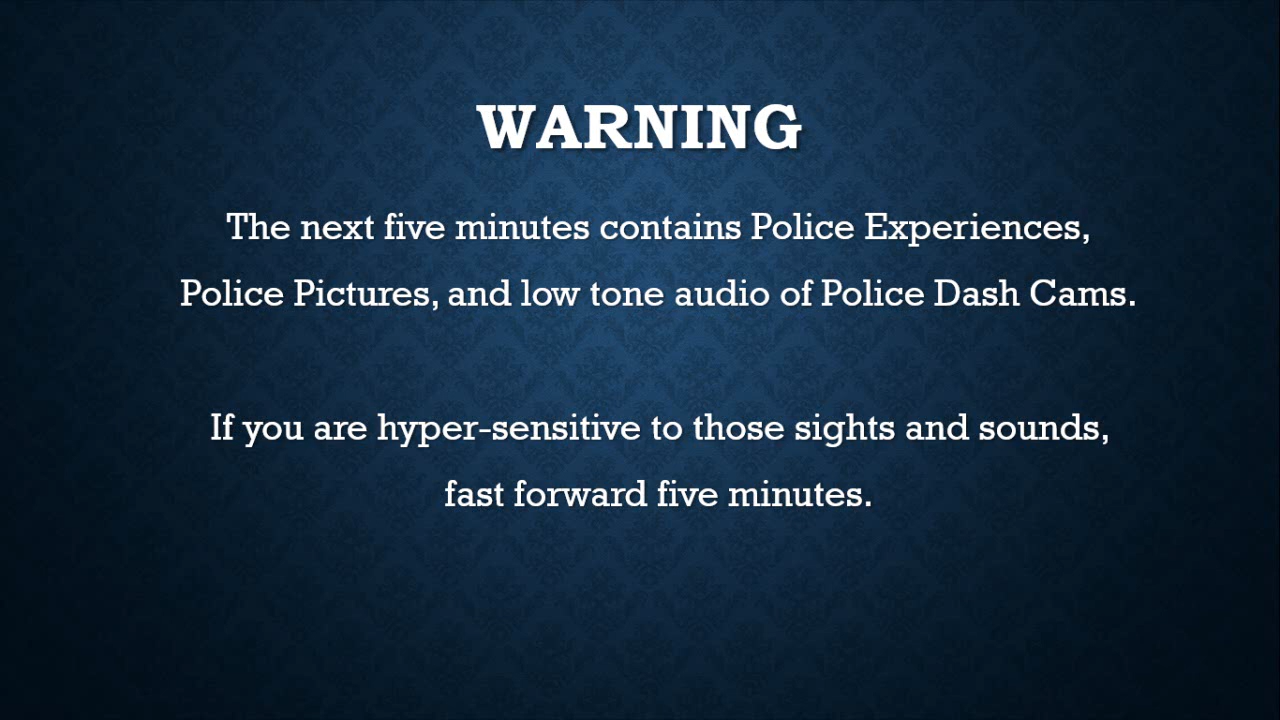 WARNING
The next five minutes contains Police Experiences,
Police Pictures, and low tone audio of Police Dash Cams.
If you are hyper-sensitive to those sights and sounds,
fast forward five minutes.